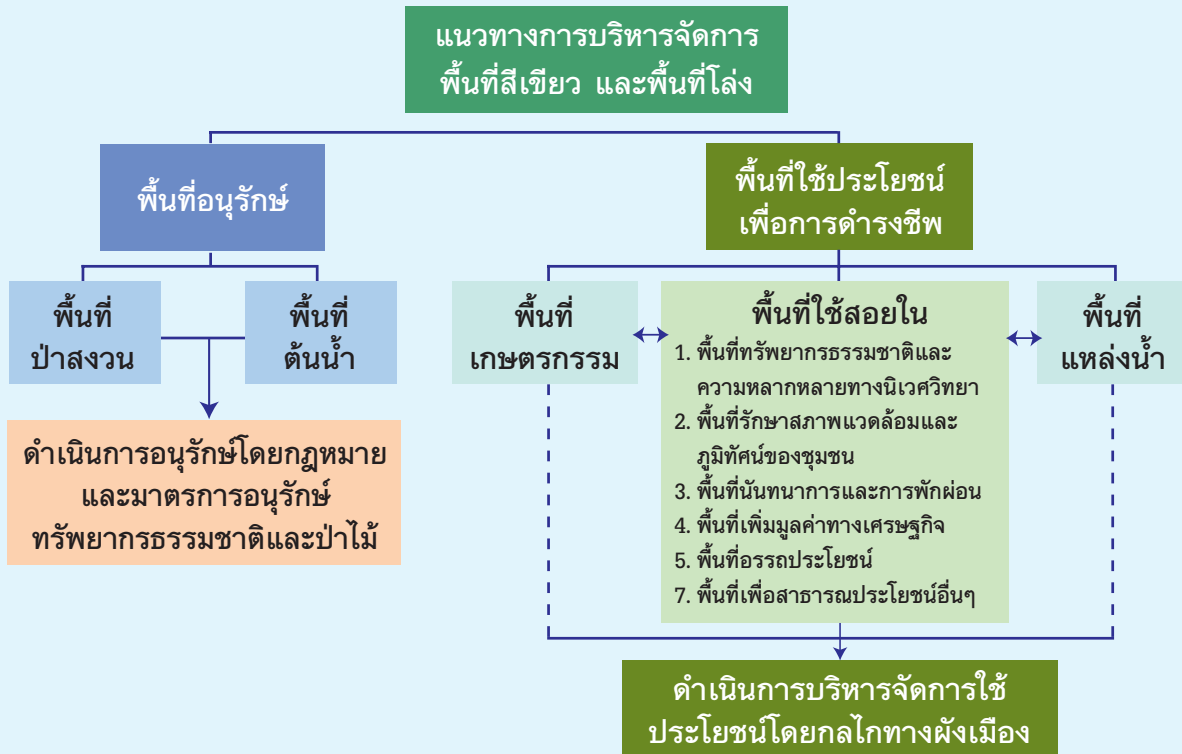 แนวทางการบริหารจัดการ
พื้นที่สีเขียว และพื้นที่โล่ง
พื้นที่อนุรักษ์
พื้นที่ใช้ประโยชน์
เพื่อการดำรงชีพ
พื้นที่
ป่าสงวน
พื้นที่
ต้นน้ำ
ดำเนินการอนุรักษ์โดยกฎหมาย
และมาตรการอนุรักษ์
ทรัพยากรธรรมชาติและป่าไม้
พื้นที่
เกษตรกรรม
พื้นที่ใช้สอยใน
1. พื้นที่ทรัพยากรธรรมชาติและ
ความหลากหลายทางนิเวศวิทยา
2. พื้นที่รักษาสภาพแวดล้อมและ
ภูมิทัศน์ของชุมชน
3. พื้นที่นันทนาการและการพักผ่อน
4. พื้นที่เพิ่มมูลค่าทางเศรษฐกิจ
5. พื้นที่อรรถประโยชน์
7. พื้นที่เพื่อสาธารณประโยชน์อื่นๆ
พื้นที่
แหล่งน้ำ
ดำเนินการบริหารจัดการใช้
ประโยชน์โดยกลไกทางผังเมือง